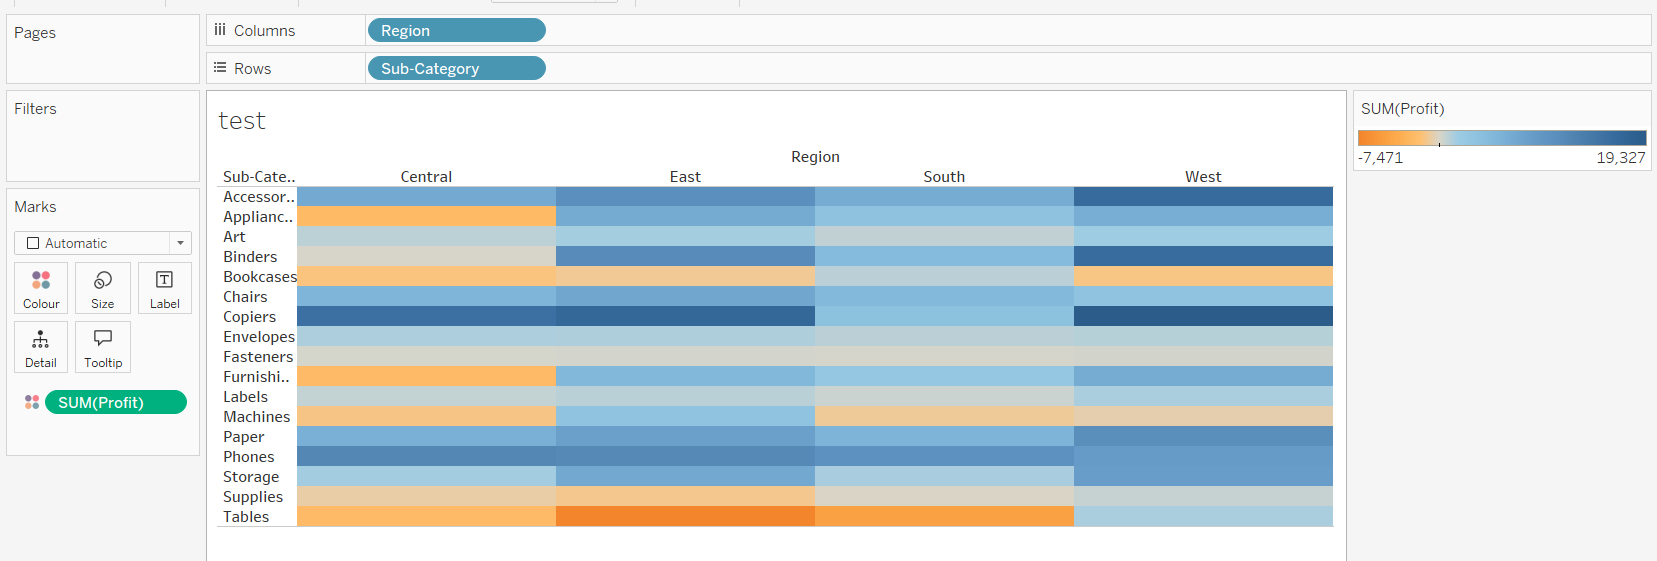 Pages
Columns
Region
Rows
Sub-Category
Filters
Marks
Automatic
Colour
Size
Label
Detail
Tooltip
SUM(Profit)
test
Region
Sub-Cate..
Central
East
South
West
Accessor..
Applianc..
Art
Binders
Bookcases
Chairs
Copiers
Envelopes
Fasteners
Furnishi..
Labels
Machines
Paper
Phones
Storage
Supplies
Tables
SUM(Profit)
-7,471
19,327